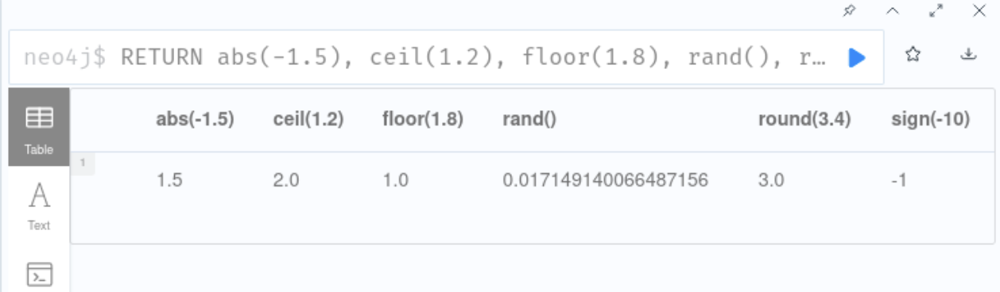 neo4j$ RETURN abs(-1.5), ceil(1.2), floor(1.8), rand(), r…
Table
abs(-1.5) ceil(1.2) floor(1.8) rand() round(3.4) sign(-10)
1
1.5 2.0 1.0 0.017149140066487156 3.0 -1
A
Text
>_